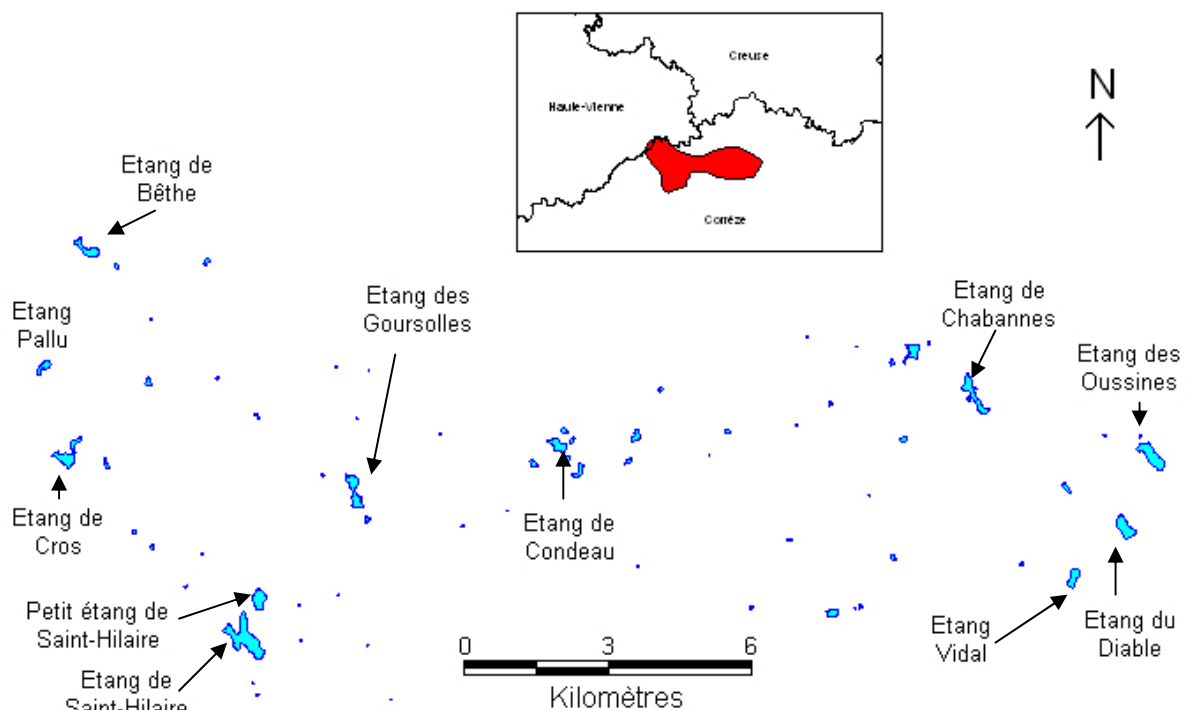 Creuse
Haute-Vienne
Corrèze
N
Etang de
Bêthe
Etang
Pallu
Etang des
Goursolles
Etang de
Chabannes
Etang des
Oussines
Etang de
Cros
Etang de
Condeau
Petit étang de
Saint-Hilaire
Etang de
Saint-Hilaire
Etang
Vidal
Etang du
Diable
0 3 6
Kilomètres